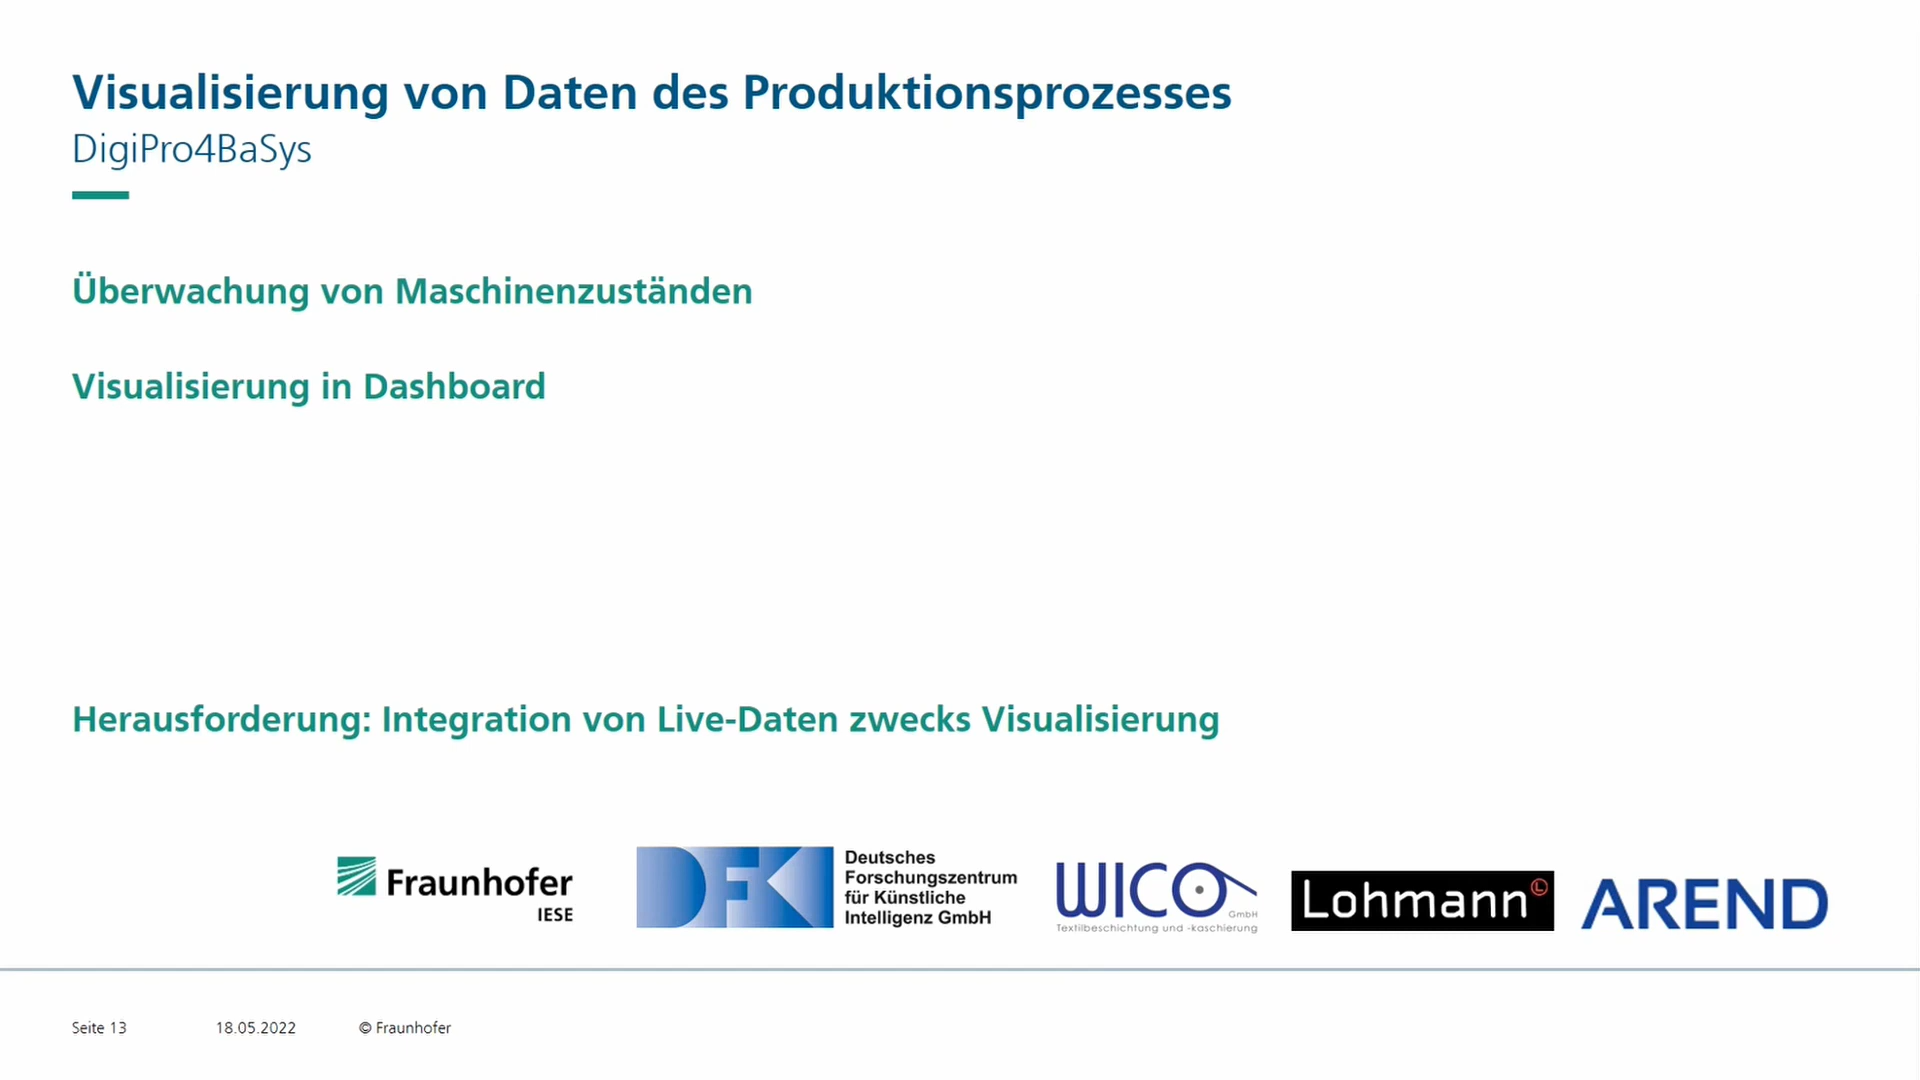 Visualisierung von Daten des Produktionsprozesses
DigiPro4BaSys
Überwachung von Maschinenzuständen
Visualisierung in Dashboard
Herausforderung: Integration von Live-Daten zwecks Visualisierung
Fraunhofer
IESE
DFK
Deutsches
Forschungszentrum
für Künstliche
Intelligenz GmbH
WICO
GmbH
Textilbeschichtung und -kaschierung
Lohmann L
AREND
Seite 13 18.05.2022 © Fraunhofer